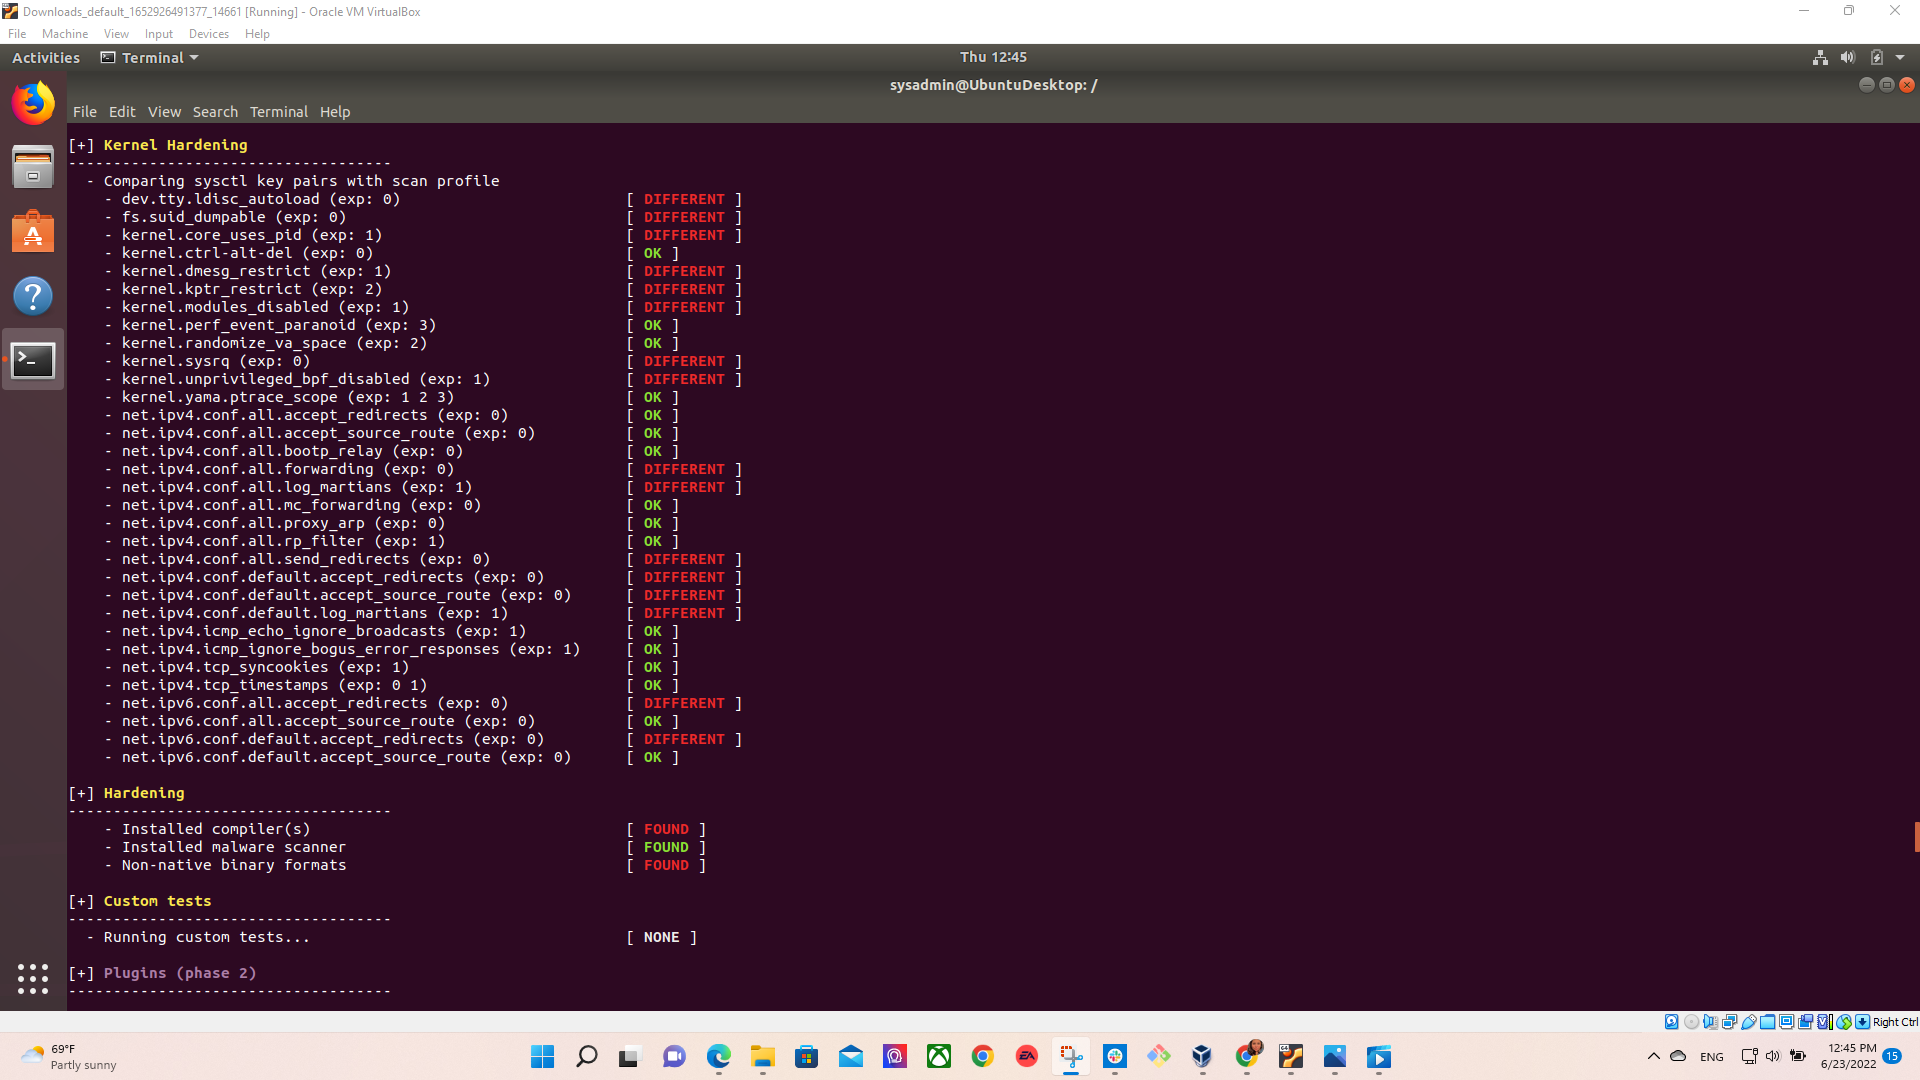 Downloads_default_1652926491377_14661 [Running] - Oracle VM VirtualBox
File Machine View Input Devices Help
Activities Terminal Thu 12:45
sysadmin@UbuntuDesktop: /
File Edit View Search Terminal Help
[+] Kernel Hardening
------------------------------------
- Comparing sysctl key pairs with scan profile
- dev.tty.ldisc_autoload (exp: 0) [ DIFFERENT ]
- fs.suid_dumpable (exp: 0) [ DIFFERENT ]
- kernel.core_uses_pid (exp: 1) [ DIFFERENT ]
- kernel.ctrl-alt-del (exp: 0) [ OK ]
- kernel.dmesg_restrict (exp: 1) [ DIFFERENT ]
- kernel.kptr_restrict (exp: 2) [ DIFFERENT ]
- kernel.modules_disabled (exp: 1) [ DIFFERENT ]
- kernel.perf_event_paranoid (exp: 3) [ OK ]
- kernel.randomize_va_space (exp: 2) [ OK ]
- kernel.sysrq (exp: 0) [ DIFFERENT ]
- kernel.unprivileged_bpf_disabled (exp: 1) [ DIFFERENT ]
- kernel.yama.ptrace_scope (exp: 1 2 3) [ OK ]
- net.ipv4.conf.all.accept_redirects (exp: 0) [ OK ]
- net.ipv4.conf.all.accept_source_route (exp: 0) [ OK ]
- net.ipv4.conf.all.bootp_relay (exp: 0) [ OK ]
- net.ipv4.conf.all.forwarding (exp: 0) [ DIFFERENT ]
- net.ipv4.conf.all.log_martians (exp: 1) [ DIFFERENT ]
- net.ipv4.conf.all.mc_forwarding (exp: 0) [ OK ]
- net.ipv4.conf.all.proxy_arp (exp: 0) [ OK ]
- net.ipv4.conf.all.rp_filter (exp: 1) [ OK ]
- net.ipv4.conf.all.send_redirects (exp: 0) [ DIFFERENT ]
- net.ipv4.conf.default.accept_redirects (exp: 0) [ DIFFERENT ]
- net.ipv4.conf.default.accept_source_route (exp: 0) [ DIFFERENT ]
- net.ipv4.conf.default.log_martians (exp: 1) [ DIFFERENT ]
- net.ipv4.icmp_echo_ignore_broadcasts (exp: 1) [ OK ]
- net.ipv4.icmp_ignore_bogus_error_responses (exp: 1) [ OK ]
- net.ipv4.tcp_syncookies (exp: 1) [ OK ]
- net.ipv4.tcp_timestamps (exp: 0 1) [ OK ]
- net.ipv6.conf.all.accept_redirects (exp: 0) [ DIFFERENT ]
- net.ipv6.conf.all.accept_source_route (exp: 0) [ OK ]
- net.ipv6.conf.default.accept_redirects (exp: 0) [ DIFFERENT ]
- net.ipv6.conf.default.accept_source_route (exp: 0) [ OK ]
[+] Hardening
------------------------------------
- Installed compiler(s) [ FOUND ]
- Installed malware scanner [ FOUND ]
- Non-native binary formats [ FOUND ]
[+] Custom tests
------------------------------------
- Running custom tests... [ NONE ]
[+] Plugins (phase 2)
------------------------------------
Right Ctrl
69°F
Partly sunny
EA
ENG
12:45 PM
6/23/2022
15